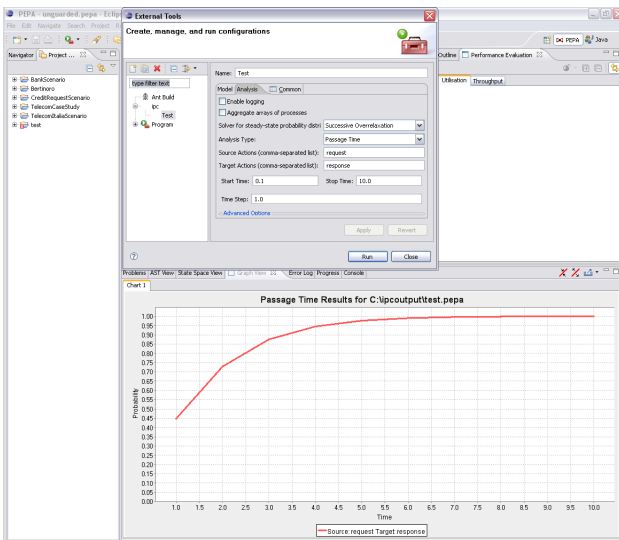 PEPA - unguarded.pepa - Eclip
File Edit Navigate Search Project R
External Tools
Create, manage, and run configurations
PEPA
Java
Navigator
Project ...
BankScenario
Bertinoro
CreditRequestScenario
TelecomCaseStudy
TelecomItaliaScenario
test
type filter text
Ant Build
ipc
Test
Program
Name: Test
Model
Analysis
Common
Enable logging
Aggregate arrays of processes
Solver for steady-state probability distri
Successive Overrelaxation
Analysis Type:
Passage Time
Source Actions (comma-separated list): request
Target Actions (comma-separated list): response
Start Time: 0.1
Stop Time: 10.0
Time Step: 1.0
Advanced Options
Apply
Revert
Run
Close
Outline
Performance Evaluation
Utilisation
Throughput
Problems
AST View
State Space View
Graph View
Error Log
Progress
Console
Chart 1
Passage Time Results for C:\ipcoutput\test.pepa
Probability
1.00
0.95
0.90
0.85
0.80
0.75
0.70
0.65
0.60
0.55
0.50
0.45
0.40
0.35
0.30
0.25
0.20
0.15
0.10
0.05
0.00
1.0 1.5 2.0 2.5 3.0 3.5 4.0 4.5 5.0 5.5 6.0 6.5 7.0 7.5 8.0 8.5 9.0 9.5 10.0
Time
Source: request Target response